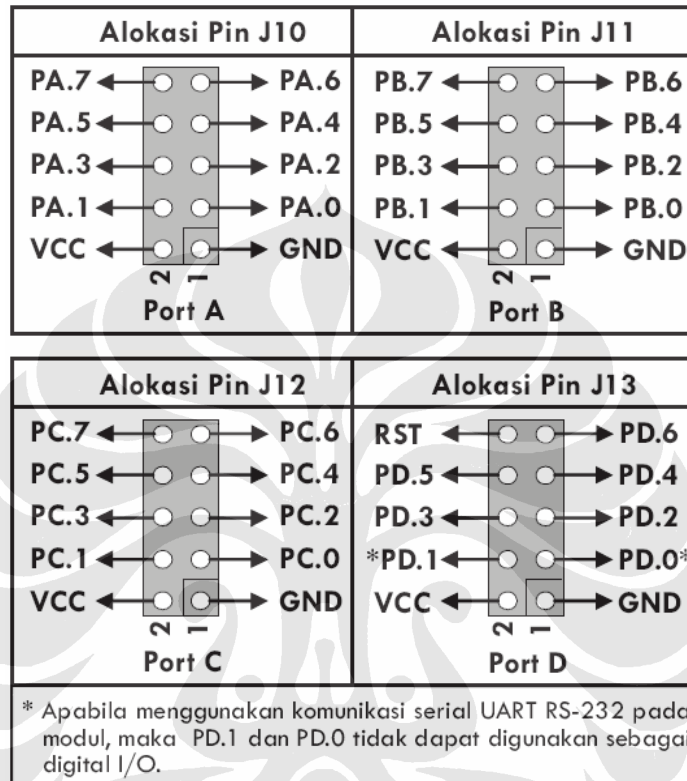 Alokasi Pin J10
PA.7 PA.6
PA.5 PA.4
PA.3 PA.2
PA.1 PA.0
VCC GND
2 1
Port A
Alokasi Pin J11
PB.7 PB.6
PB.5 PB.4
PB.3 PB.2
PB.1 PB.0
VCC GND
2 1
Port B
Alokasi Pin J12
PC.7 PC.6
PC.5 PC.4
PC.3 PC.2
PC.1 PC.0
VCC GND
2 1
Port C
Alokasi Pin J13
RST PD.6
PD.5 PD.4
PD.3 PD.2
*PD.1 PD.0*
VCC GND
2 1
Port D
* Apabila menggunakan komunikasi serial UART RS-232 pada
modul, maka PD.1 dan PD.0 tidak dapat digunakan sebagai
digital I/O.